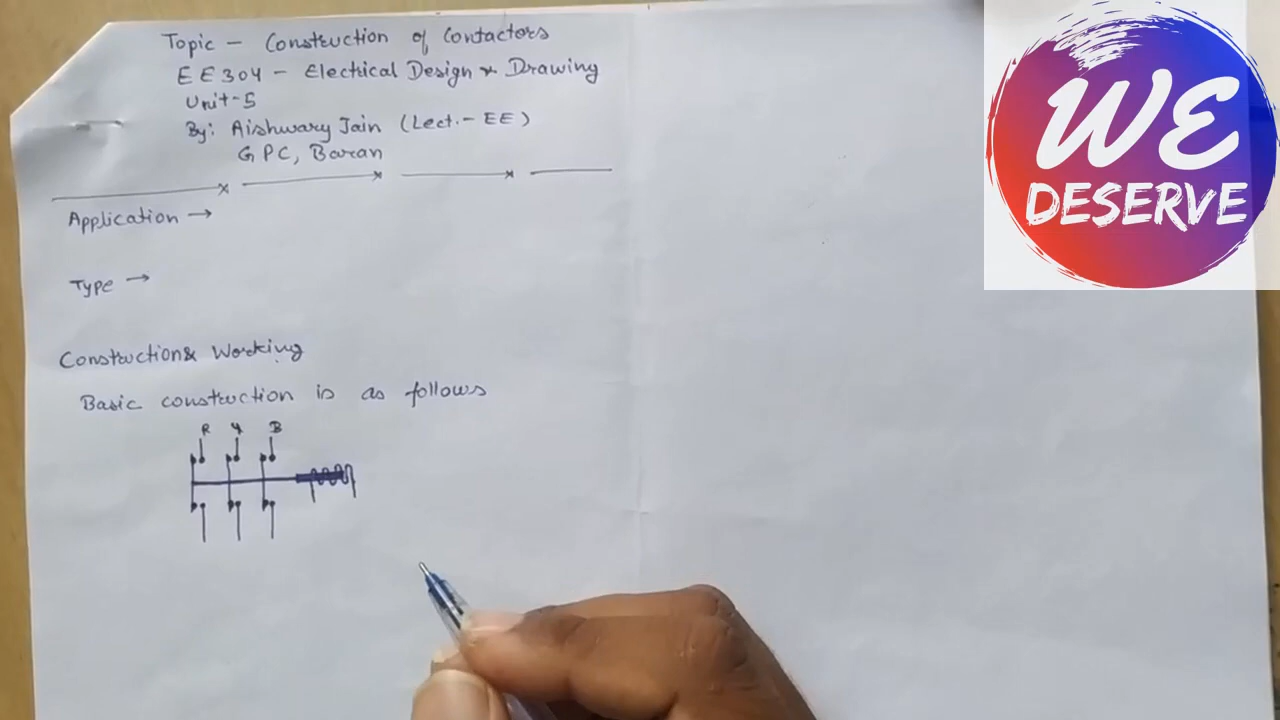 Topic - Construction of Contactors
EE304 - Electrical Design & Drawing
Unit-5
By: Aishwary Jain (Lect.- EE)
GPC, Baran
Application →
Type →
Construction& Working
Basic construction is as follows
R Y B
WE
DESERVE